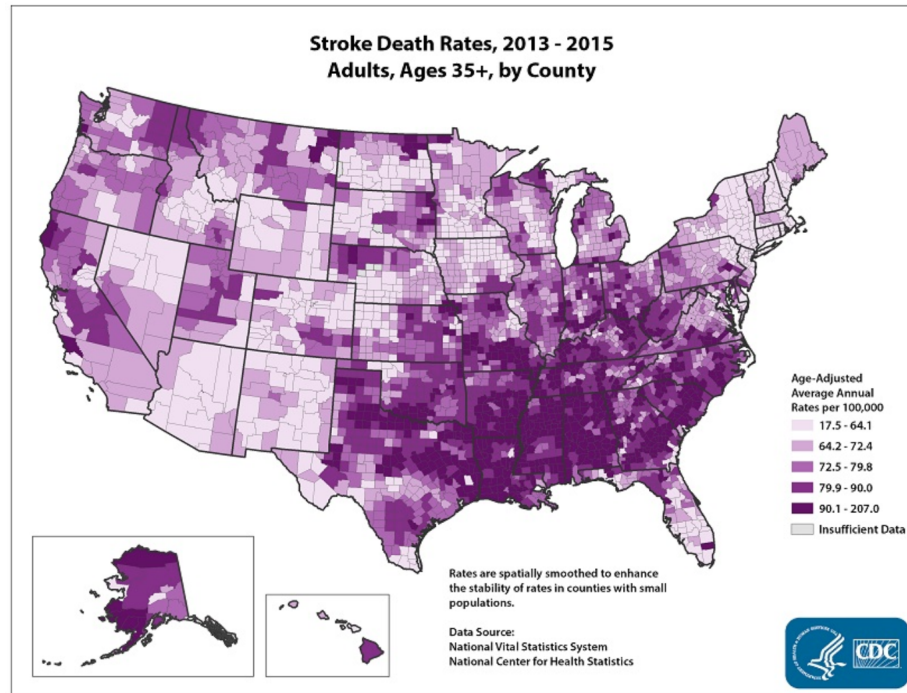 Stroke Death Rates, 2013 - 2015
Adults, Ages 35+, by County
Age-Adjusted
Average Annual
Rates per 100,000
17.5 - 64.1
64.2 - 72.4
72.5 - 79.8
79.9 - 90.0
90.1 - 207.0
Insufficient Data
Rates are spatially smoothed to enhance
the stability of rates in counties with small
populations.
Data Source:
National Vital Statistics System
National Center for Health Statistics
CDC